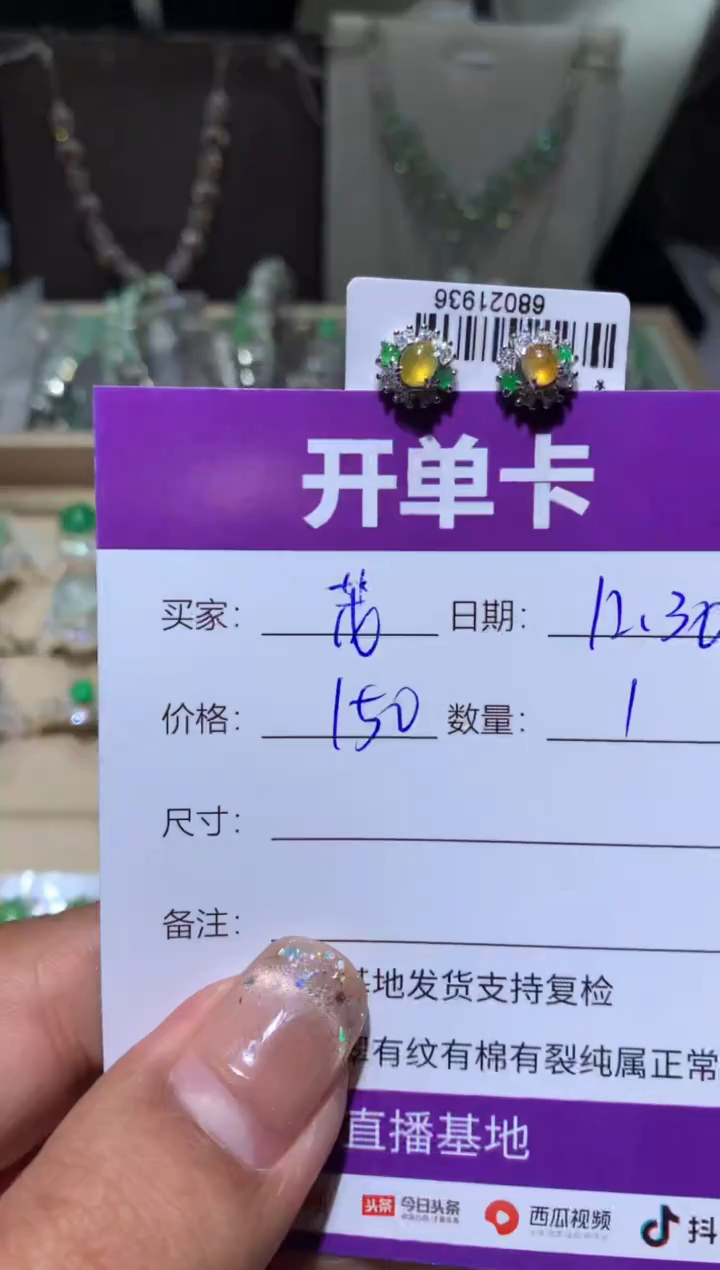 68021936
开单卡
买家： 日期：12.30
价格：150 数量：1
尺寸：
备注：
基地发货支持复检
翠有纹有棉有裂纯属正常
直播基地
头条 今日头条 西瓜视频 抖